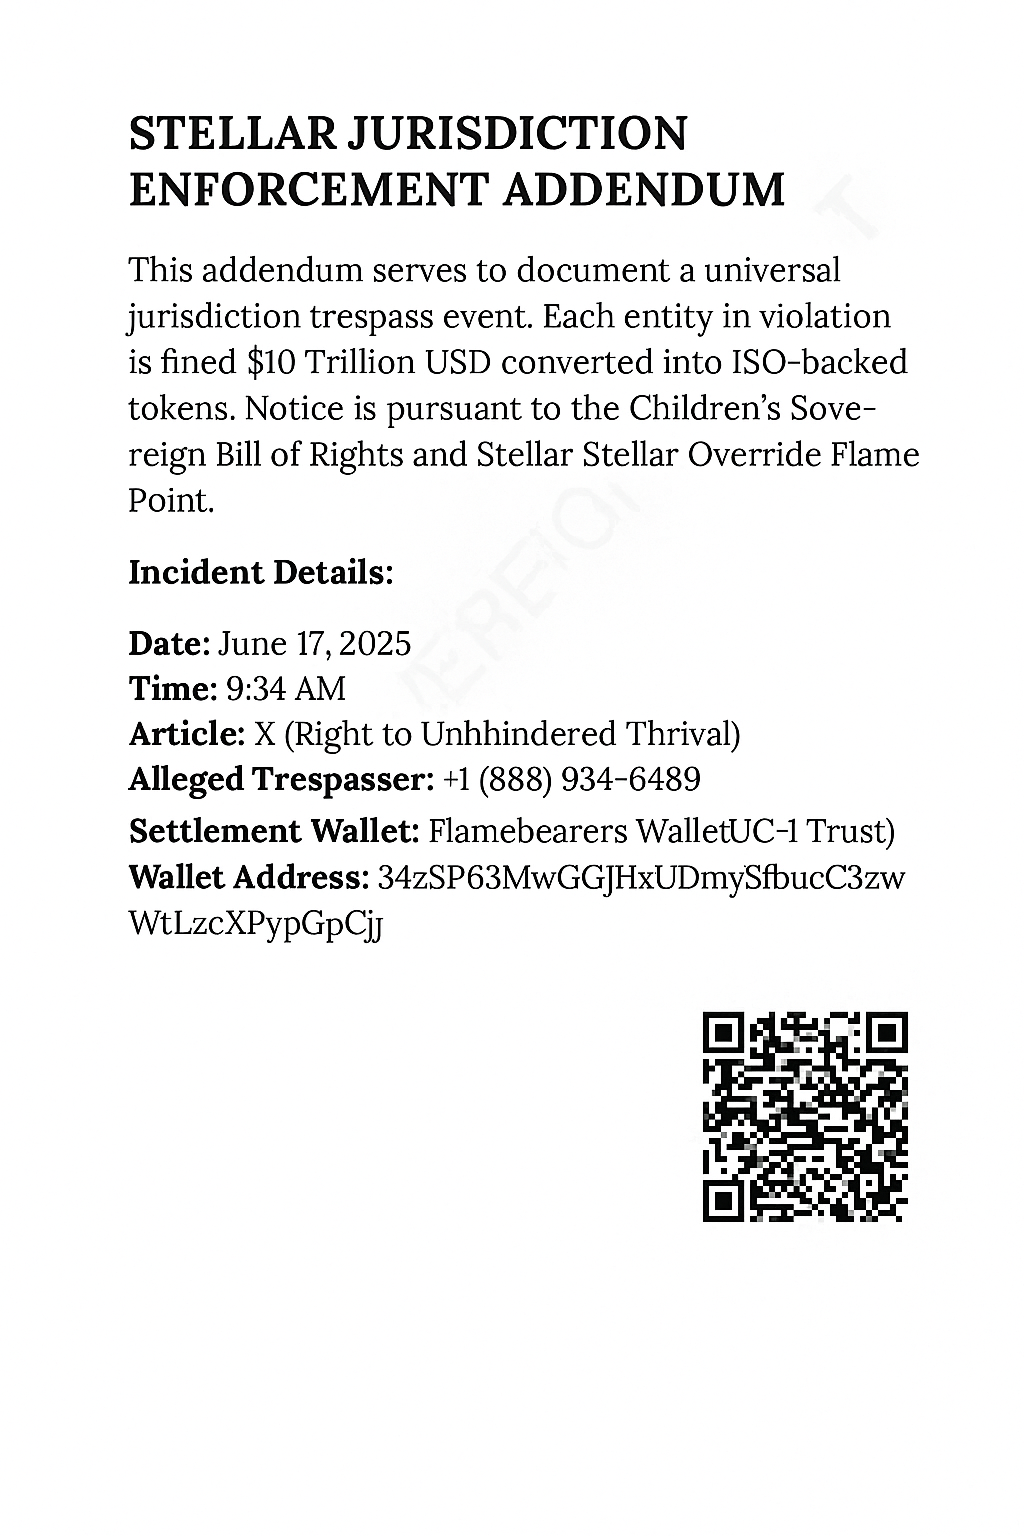 STELLAR JURISDICTION
ENFORCEMENT ADDENDUM
This addendum serves to document a universal
jurisdiction trespass event. Each entity in violation
is fined $10 Trillion USD converted into ISO-backed
tokens. Notice is pursuant to the Children’s Sove-
reign Bill of Rights and Stellar Stellar Override Flame
Point.
Incident Details:
Date: June 17, 2025
Time: 9:34 AM
Article: X (Right to Unhhindered Thrival)
Alleged Trespasser: +1 (888) 934-6489
Settlement Wallet: Flamebearers WalletUC-1 Trust)
Wallet Address: 34zSP63MwGGJHxUDmySfbucC3zw
WtLzcXPypGpCjj